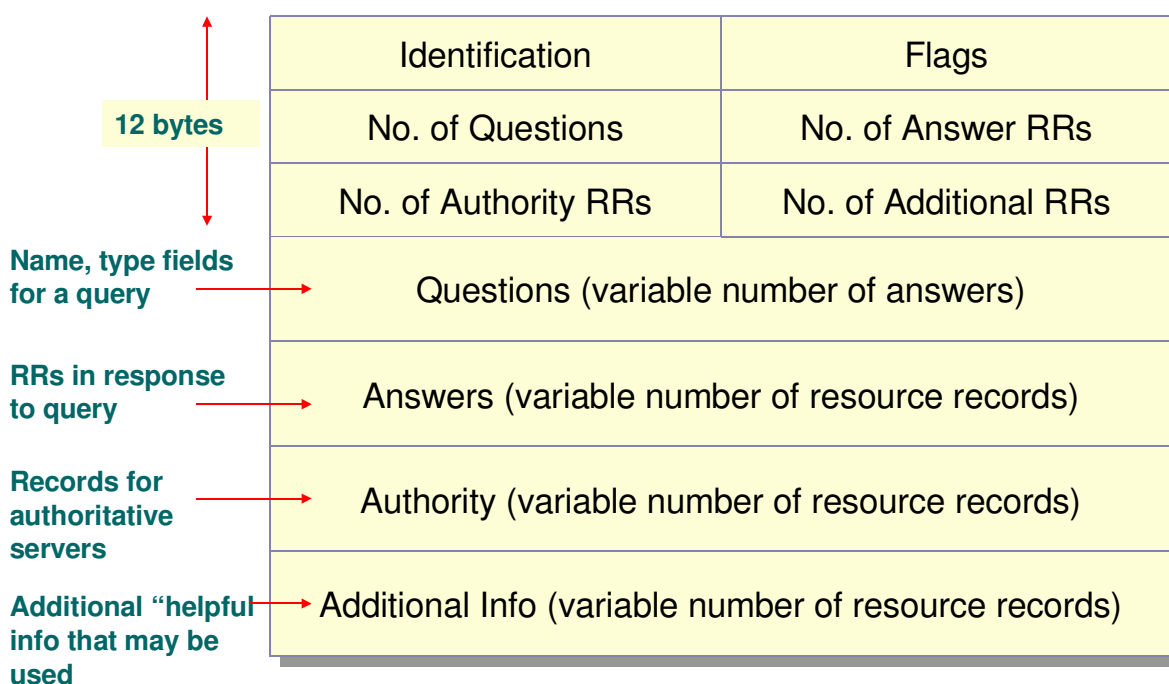 Identification
Flags
12 bytes
No. of Questions
No. of Answer RRs
No. of Authority RRs
No. of Additional RRs
Name, type fields
for a query
Questions (variable number of answers)
RRs in response
to query
Answers (variable number of resource records)
Records for
authoritative
servers
Authority (variable number of resource records)
Additional “helpful
info that may be
used
Additional Info (variable number of resource records)